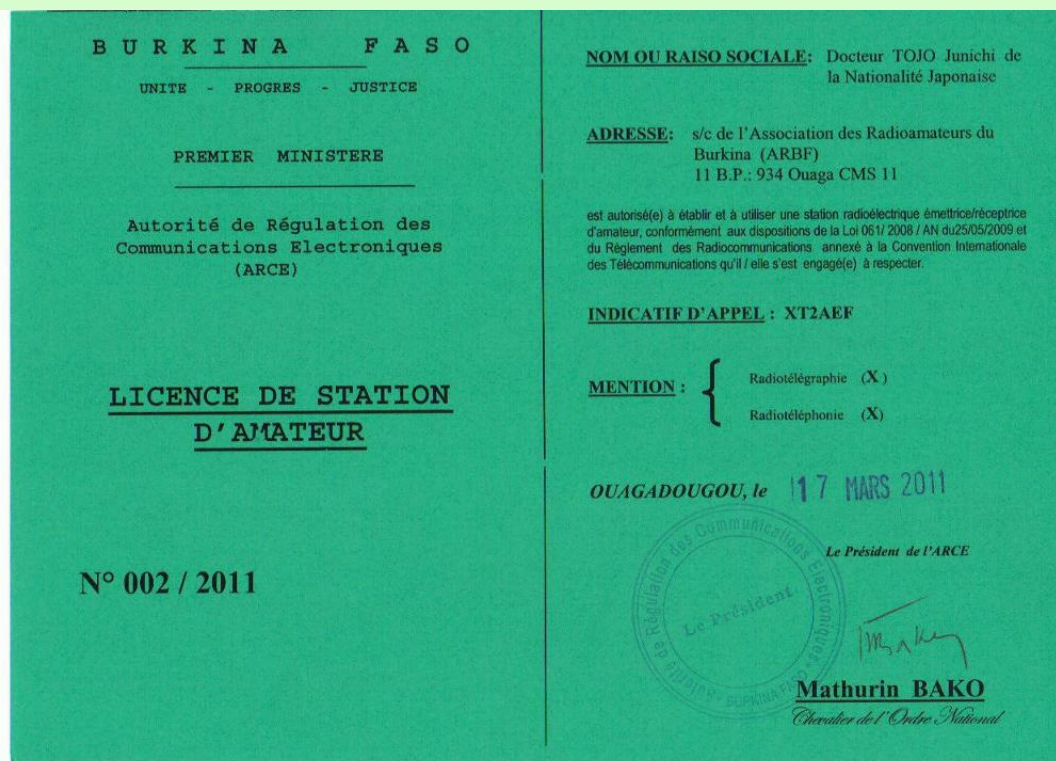 BURKINA FASO
UNITE - PROGRES - JUSTICE
PREMIER MINISTERE
Autorité de Régulation des
Communications Electroniques
(ARCE)
LICENCE DE STATION
D'AMATEUR
N° 002 / 2011
NOM OU RAISO SOCIALE: Docteur TOJO Junichi de
la Nationalité Japonaise
ADRESSE: s/c de l'Association des Radioamateurs du
Burkina (ARBF)
11 B.P.: 934 Ouaga CMS 11
est autorisé(e) à établir et à utiliser une station radioélectrique émettrice/réceptrice
d'amateur, conformément aux dispositions de la Loi 061/ 2008 / AN du25/05/2009 et
du Règlement des Radiocommunications annexé à la Convention Internationale
des Télécommunications qu'il / elle s'est engagé(e) à respecter.
INDICATIF D'APPEL : XT2AEF
MENTION : { Radiotélégraphie (X )
Radiotéléphonie (X)
OUAGADOUGOU, le 17 MARS 2011
Le Président de l'ARCE
Autorité de Régulation des Communications Electroniques
BURKINA FASO
Le Président
Mathurin BAKO
Chevalier de l'Ordre National